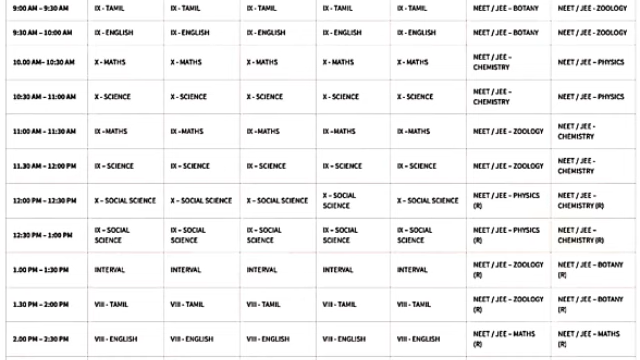 9:00 AM – 9:30 AM IX - TAMIL IX - TAMIL IX - TAMIL IX - TAMIL IX - TAMIL NEET / JEE – BOTANY NEET / JEE - ZOOLOGY
9:30 AM – 10:00 AM IX - ENGLISH IX - ENGLISH IX - ENGLISH IX - ENGLISH IX - ENGLISH NEET / JEE – BOTANY NEET / JEE - ZOOLOGY
10.00 AM– 10:30 AM X - MATHS X - MATHS X - MATHS X - MATHS X - MATHS NEET / JEE – CHEMISTRY NEET / JEE – PHYSICS
10:30 AM – 11:00 AM X - SCIENCE X - SCIENCE X - SCIENCE X - SCIENCE X - SCIENCE NEET / JEE – CHEMISTRY NEET / JEE – PHYSICS
11:00 AM – 11:30 AM IX -MATHS IX -MATHS IX -MATHS IX -MATHS IX -MATHS NEET / JEE – ZOOLOGY NEET / JEE - CHEMISTRY
11.30 AM – 12:00 PM IX – SCIENCE IX – SCIENCE IX – SCIENCE IX – SCIENCE IX – SCIENCE NEET / JEE – ZOOLOGY NEET / JEE - CHEMISTRY
12:00 PM – 12:30 PM X – SOCIAL SCIENCE X – SOCIAL SCIENCE X – SOCIAL SCIENCE X – SOCIAL SCIENCE X – SOCIAL SCIENCE NEET / JEE – PHYSICS (R) NEET / JEE – CHEMISTRY (R)
12:30 PM – 1:00 PM IX – SOCIAL SCIENCE IX – SOCIAL SCIENCE IX – SOCIAL SCIENCE IX – SOCIAL SCIENCE IX – SOCIAL SCIENCE NEET / JEE – PHYSICS (R) NEET / JEE – CHEMISTRY (R)
1.00 PM – 1:30 PM INTERVAL INTERVAL INTERVAL INTERVAL INTERVAL NEET / JEE – ZOOLOGY (R) NEET / JEE – BOTANY (R)
1.30 PM – 2:00 PM VIII - TAMIL VIII - TAMIL VIII - TAMIL VIII - TAMIL VIII - TAMIL NEET / JEE – ZOOLOGY (R) NEET / JEE – BOTANY (R)
2.00 PM – 2:30 PM VIII - ENGLISH VIII - ENGLISH VIII - ENGLISH VIII - ENGLISH VIII - ENGLISH NEET / JEE – MATHS (R) NEET / JEE – MATHS (R)